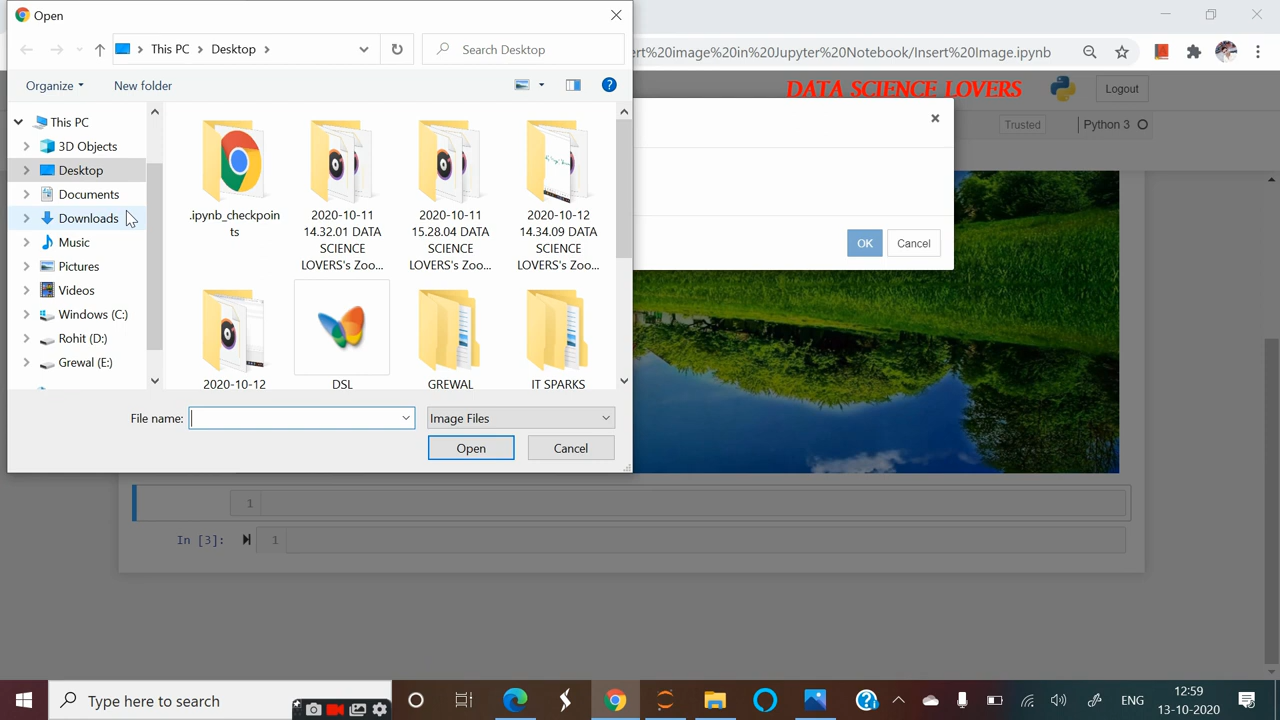 Open
This PC
Desktop
Search Desktop
rt%20image%20in%20Jupyter%20Notebook/Insert%20Image.ipynb
Organize
New folder
DATA SCIENCE LOVERS
Logout
Trusted
Python 3
This PC
3D Objects
Desktop
Documents
Downloads
Music
Pictures
Videos
Windows (C:)
Rohit (D:)
Grewal (E:)
.ipynb_checkpoin
ts
2020-10-11
14.32.01 DATA
SCIENCE
LOVERS's Zoo...
2020-10-11
15.28.04 DATA
SCIENCE
LOVERS's Zoo...
2020-10-12
14.34.09 DATA
SCIENCE
LOVERS's Zoo...
2020-10-12
DSL
GREWAL
IT SPARKS
OK
Cancel
File name:
Image Files
Open
Cancel
1
In [3]:
1
Type here to search
ENG
12:59
13-10-2020